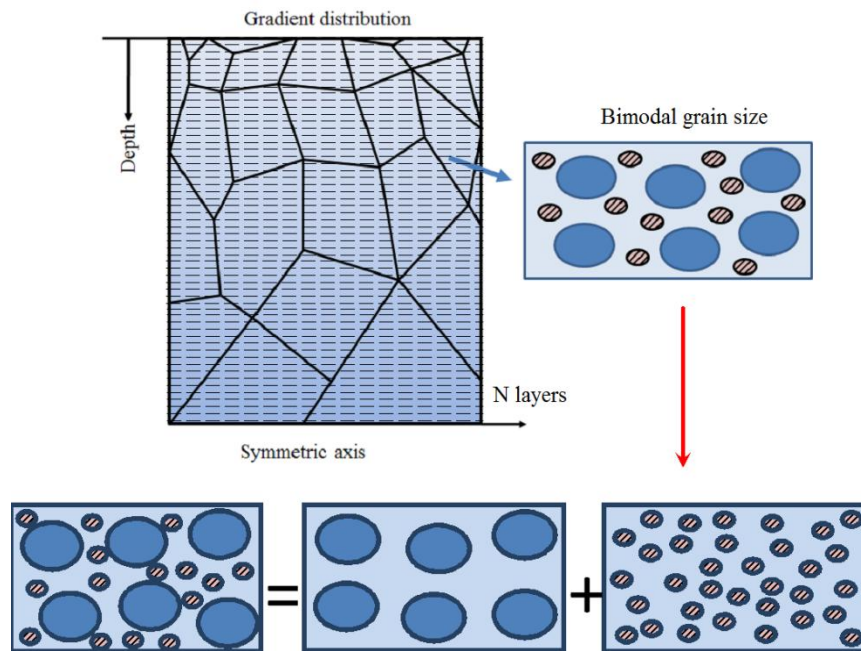 Gradient distribution
Depth
Bimodal grain size
N layers
Symmetric axis
=
+